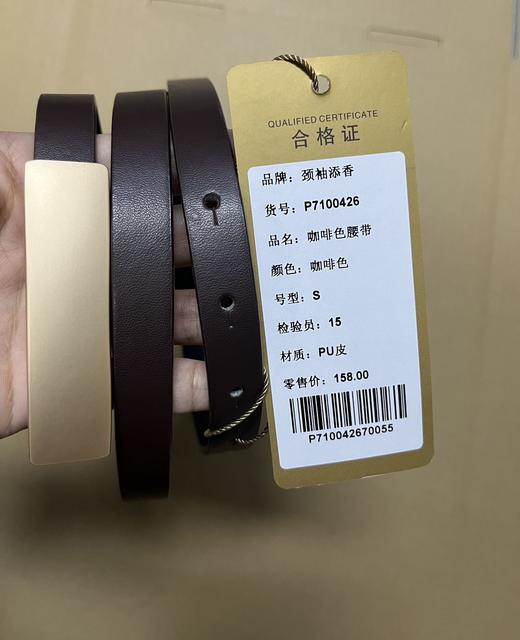 QUALIFIED CERTIFICATE
合格证
品牌：颈袖添香
货号：P7100426
品名：咖啡色腰带
颜色：咖啡色
号型：S
检验员：15
材质：PU皮
零售价：158.00
P710042670055